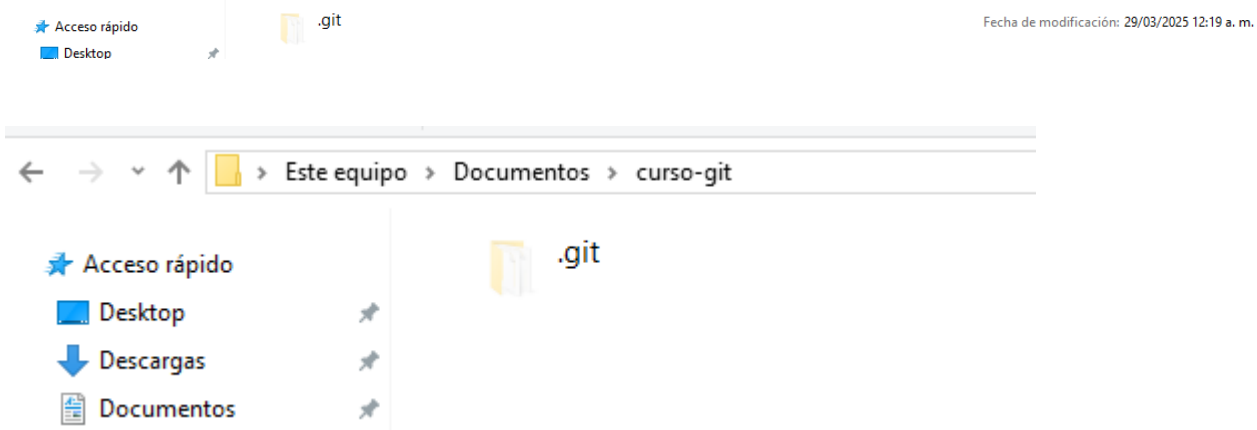 Acceso rápido
.git
Fecha de modificación: 29/03/2025 12:19 a. m.
Desktop
Este equipo > Documentos > curso-git
.git
Acceso rápido
Desktop
Descargas
Documentos